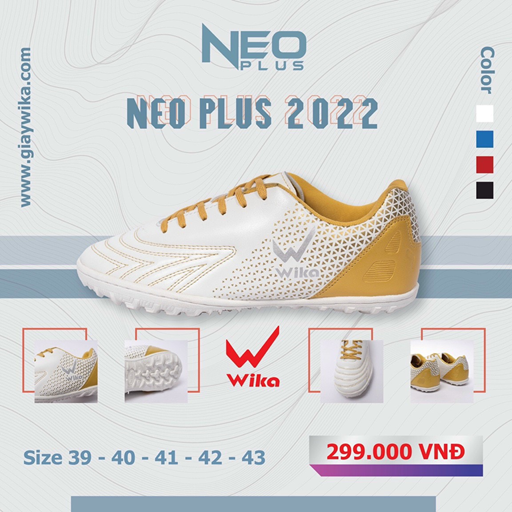 NEO
PLUS
NEO PLUS 2022
Color
www.giaywika.com
Wika
Wika
Size 39 - 40 - 41 - 42 - 43
299.000 VNĐ